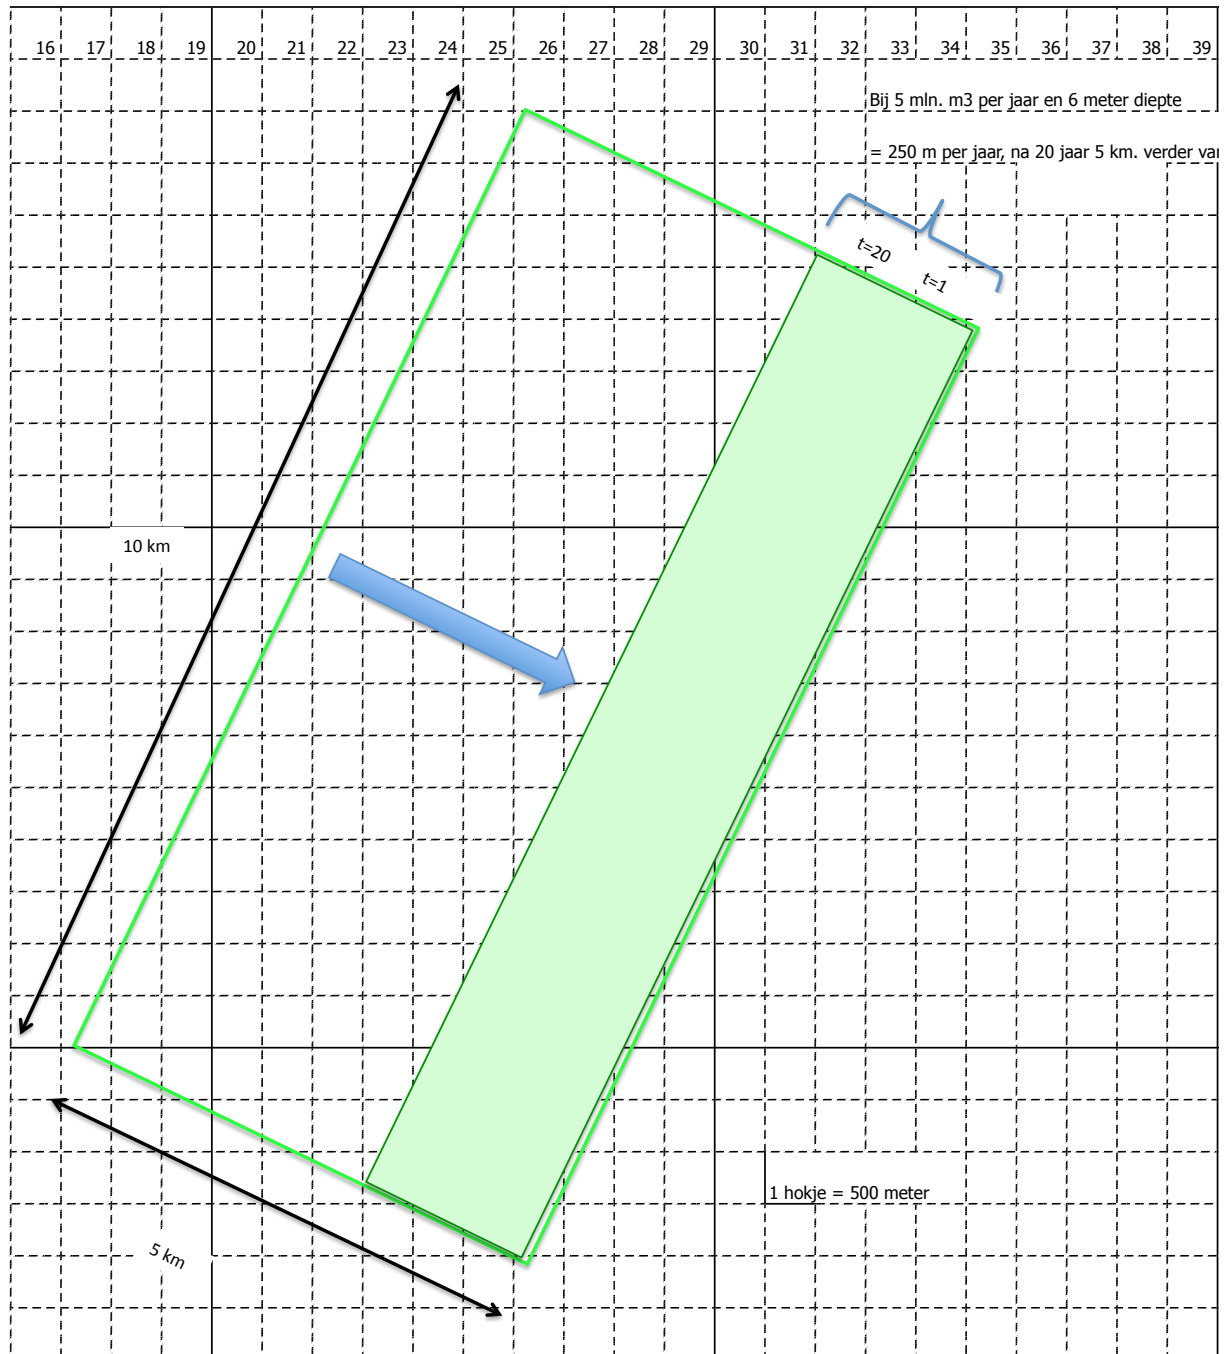 16 17 18 19 20 21 22 23 24 25 26 27 28 29 30 31 32 33 34 35 36 37 38 39
Bij 5 mln. m3 per jaar en 6 meter diepte
= 250 m per jaar, na 20 jaar 5 km. verder
t=20
t=1
10 km
1 hokje = 500 meter
5 km